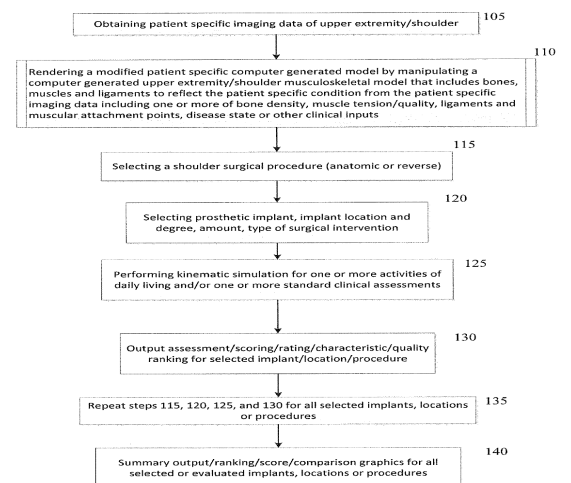 Obtaining patient specific imaging data of upper extremity/shoulder
105
110
Rendering a modified patient specific computer generated model by manipulating a
computer generated upper extremity/shoulder musculoskeletal model that includes bones,
muscles and ligaments to reflect the patient specific condition from the patient specific
imaging data including one or more of bone density, muscle tension/quality, ligaments and
muscular attachment points, disease state or other clinical inputs
115
Selecting a shoulder surgical procedure (anatomic or reverse)
120
Selecting prosthetic implant, implant location and
degree, amount, type of surgical intervention
125
Performing kinematic simulation for one or more activities of
daily living and/or one or more standard clinical assessments
130
Output assessment/scoring/rating/characteristic/quality
ranking for selected implant/location/procedure
135
Repeat steps 115, 120, 125, and 130 for all selected implants, locations
or procedures
140
Summary output/ranking/score/comparison graphics for all
selected or evaluated implants, locations or procedures